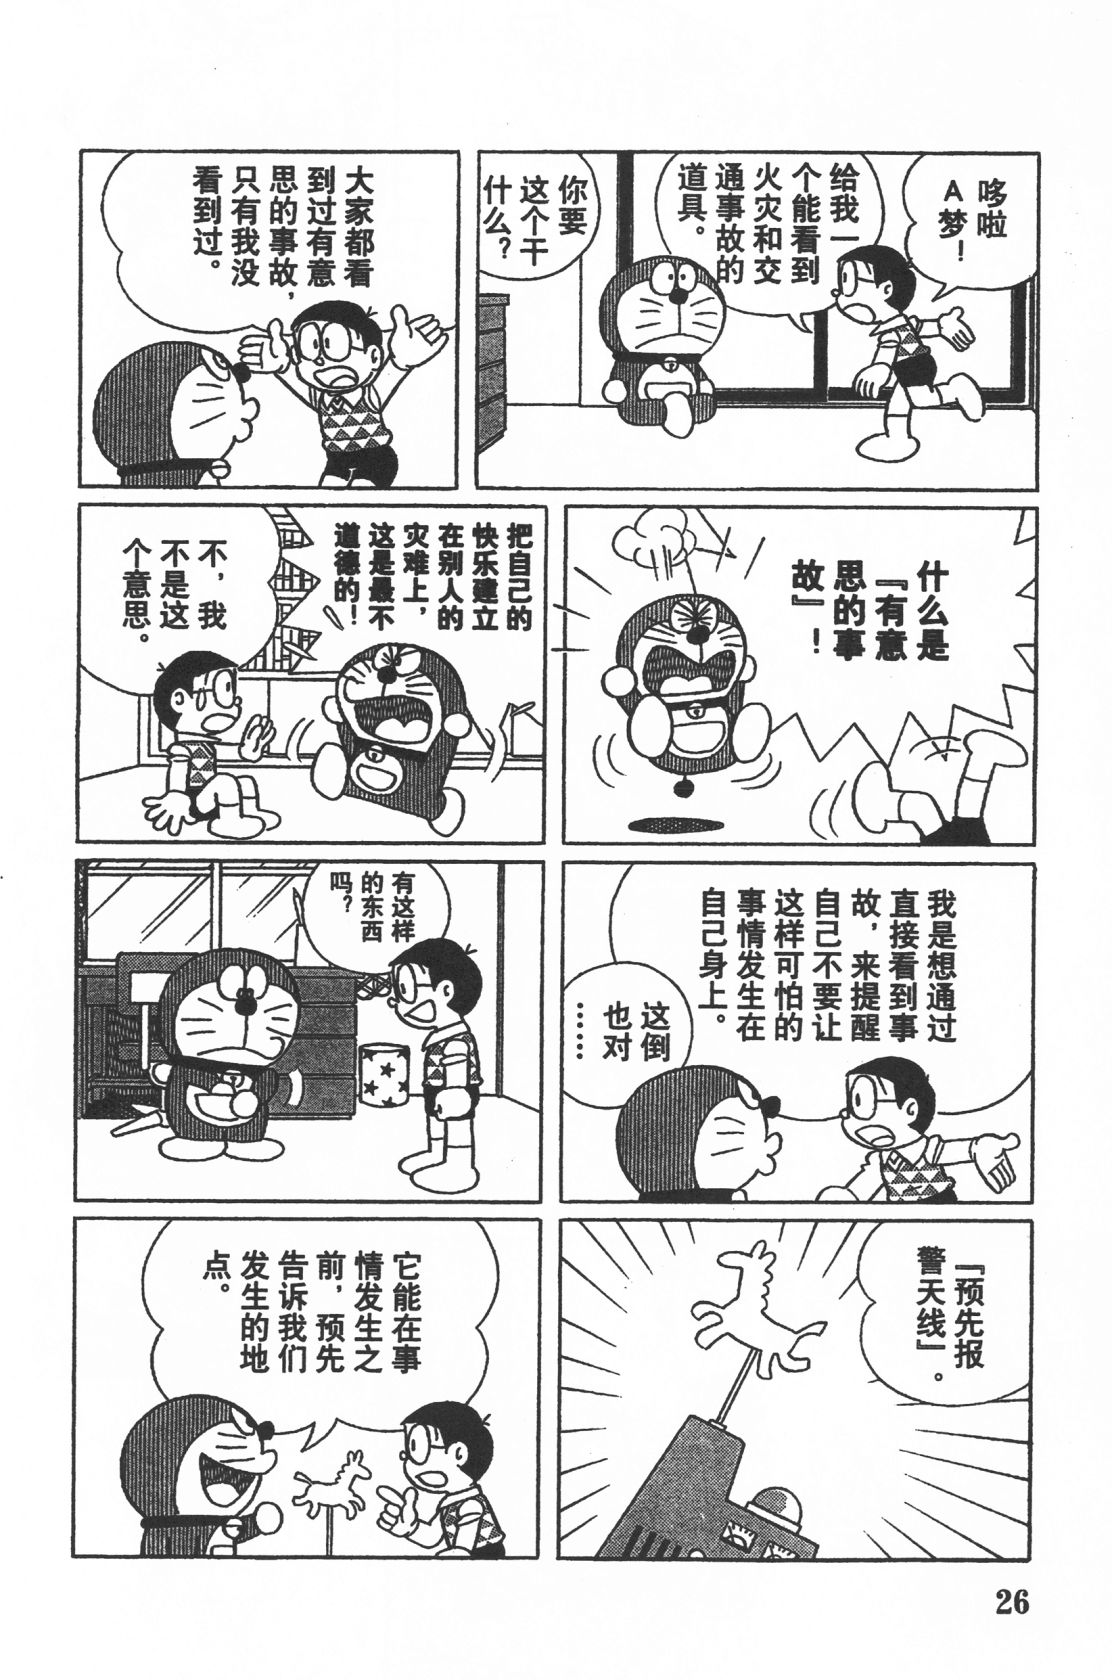 哆啦
A梦！
给我一
个能看到
火灾和交
通事故的
道具。
你要
这个干
什么？
大家都看
到过有意
思的事故，
只有我没
看到过。
什么是
『有意
思的事
故』！
把自己的
快乐建立
在别人的
灾难上，
这是最不
道德的！
不，我
不是这
个意思。
我是想通过
直接看到事
故，来提醒
自己不要让
这样可怕的
事情发生在
自己身上。
这倒
也对
……
有这样
的东西
吗？
『预先报
警天线』。
它能在事
情发生之
前，预先
告诉我们
发生的地
点。
26